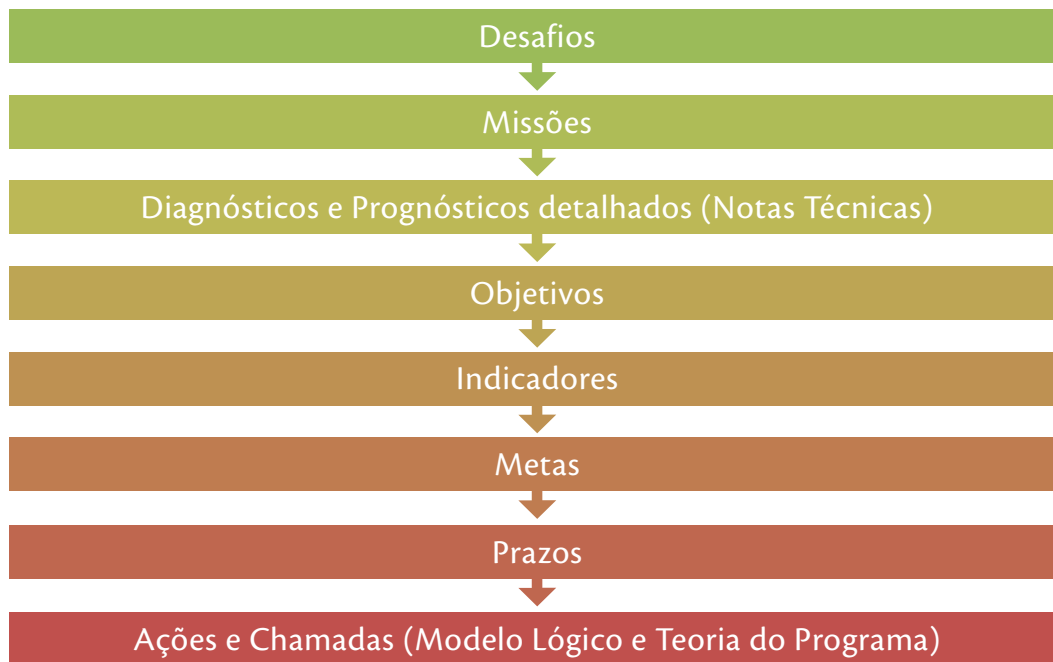 Desafios
Missões
Diagnósticos e Prognósticos detalhados (Notas Técnicas)
Objetivos
Indicadores
Metas
Prazos
Ações e Chamadas (Modelo Lógico e Teoria do Programa)